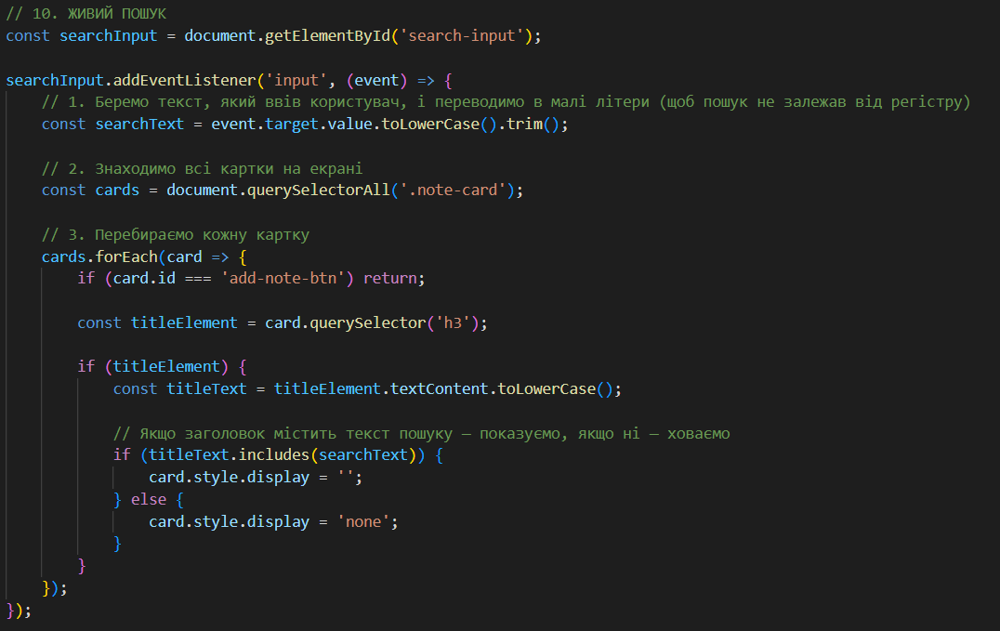 // 10. ЖИВИЙ ПОШУК
const searchInput = document.getElementById('search-input');
searchInput.addEventListener('input', (event) => {
// 1. Беремо текст, який ввів користувач, і переводимо в малі літери (щоб пошук не залежав від регістру)
const searchText = event.target.value.toLowerCase().trim();
// 2. Знаходимо всі картки на екрані
const cards = document.querySelectorAll('.note-card');
// 3. Перебираємо кожну картку
cards.forEach(card => {
if (card.id === 'add-note-btn') return;
const titleElement = card.querySelector('h3');
if (titleElement) {
const titleText = titleElement.textContent.toLowerCase();
// Якщо заголовок містить текст пошуку — показуємо, якщо ні — ховаємо
if (titleText.includes(searchText)) {
card.style.display = '';
} else {
card.style.display = 'none';
}
}
});
});